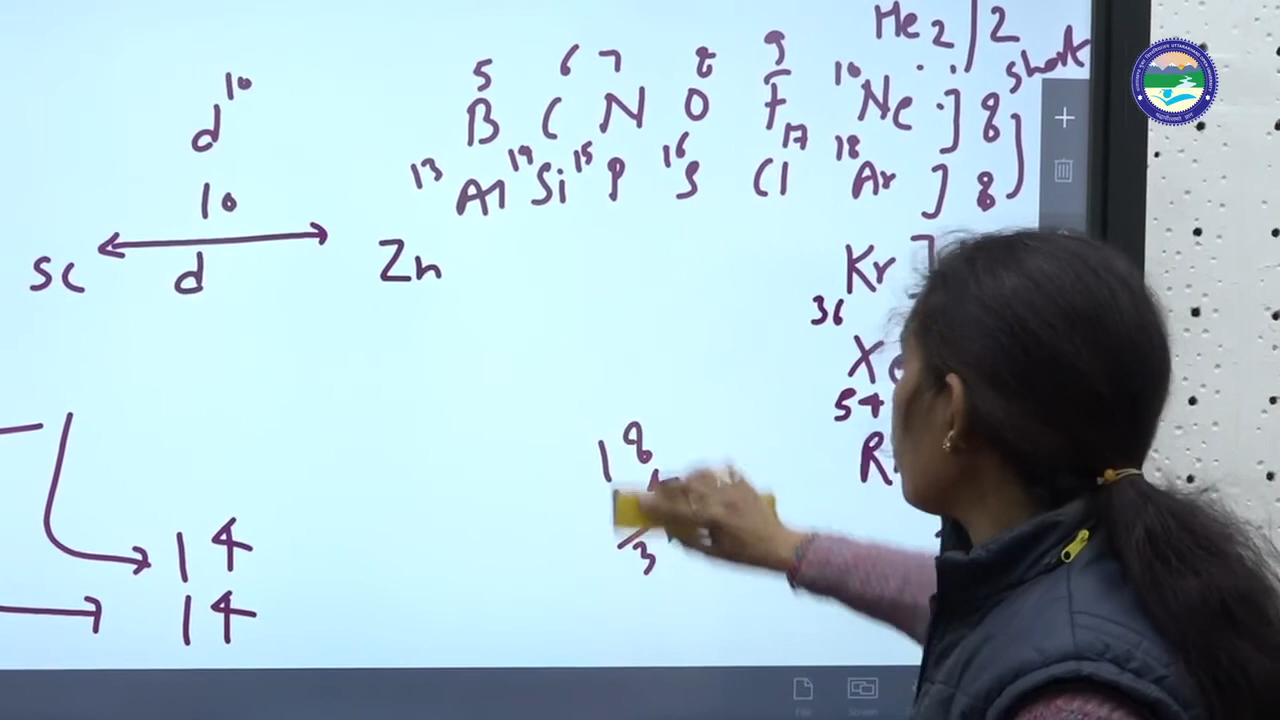 He 2 / 2
5 6 7 8 9 10
B C N O F Ne ] 8 short
13 14 15 16 17 18
Al Si P S Cl Ar ] 8
d10
10
Sc ⟷ Zn
d
Kr ]
36
54
18
3
→ 14
→ 14